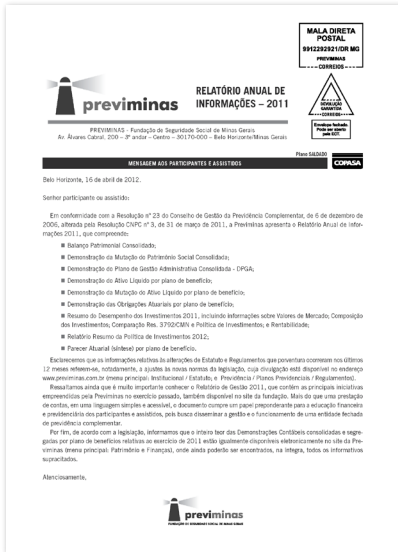 MALA DIRETA
POSTAL
9912292921/DR MG
PREVIMINAS
CORREIOS
previminas
RELATÓRIO ANUAL DE
INFORMAÇÕES – 2011
DEVOLUÇÃO
GARANTIDA
CORREIOS
Envelope fechado.
Pode ser aberto
pela ECT.
PREVIMINAS - Fundação de Seguridade Social de Minas Gerais
Av. Álvares Cabral, 200 – 3º andar – Centro – 30170-000 – Belo Horizonte/Minas Gerais
Plano SALDADO
MENSAGEM AOS PARTICIPANTES E ASSISTIDOS
COPASA
Belo Horizonte, 16 de abril de 2012.
Senhor participante ou assistido:
Em conformidade com a Resolução nº 23 do Conselho de Gestão da Previdência Complementar, de 6 de dezembro de
2006, alterada pela Resolução CNPC nº 3, de 31 de março de 2011, a Previminas apresenta o Relatório Anual de Infor-
mações 2011, que compreende:
■ Balanço Patrimonial Consolidado;
■ Demonstração da Mutação do Patrimônio Social Consolidada;
■ Demonstração do Plano de Gestão Administrativa Consolidada - DPGA;
■ Demonstração do Ativo Líquido por plano de benefício;
■ Demonstração da Mutação do Ativo Líquido por plano de benefício;
■ Demonstração das Obrigações Atuariais por plano de benefício;
■ Resumo do Desempenho dos Investimentos 2011, incluindo informações sobre Valores de Mercado; Composição
dos Investimentos; Comparação Res. 3792/CMN e Política de Investimentos; e Rentabilidade;
■ Relatório Resumo da Política de Investimentos 2012;
■ Parecer Atuarial (síntese) por plano de benefício.
Esclarecemos que as informações relativas às alterações de Estatuto e Regulamentos que porventura ocorreram nos últimos
12 meses referem-se, notadamente, a ajustes às novas normas da legislação, cuja divulgação está disponível no endereço
www.previminas.com.br (menu principal: Institucional / Estatuto, e Previdência / Planos Previdenciais / Regulamentos).
Ressaltamos ainda que é muito importante conhecer o Relatório de Gestão 2011, que contém as principais iniciativas
empreendidas pela Previminas no exercício passado, também disponível no site da fundação. Mais do que uma prestação
de contas, em uma linguagem simples e acessível, o documento cumpre um papel preponderante para a educação financeira
e previdenciária dos participantes e assistidos, pois busca disseminar a gestão e o funcionamento de uma entidade fechada
de previdência complementar.
Por fim, de acordo com a legislação, informamos que o inteiro teor das Demonstrações Contábeis consolidadas e segre-
gadas por plano de benefícios relativas ao exercício de 2011 estão igualmente disponíveis eletronicamente no site da Pre-
viminas (menu principal: Patrimônio e Finanças), onde ainda poderão ser encontrados, na íntegra, todos os informativos
supracitados.
Atenciosamente,
previminas
FUNDAÇÃO DE SEGURIDADE SOCIAL DE MINAS GERAIS